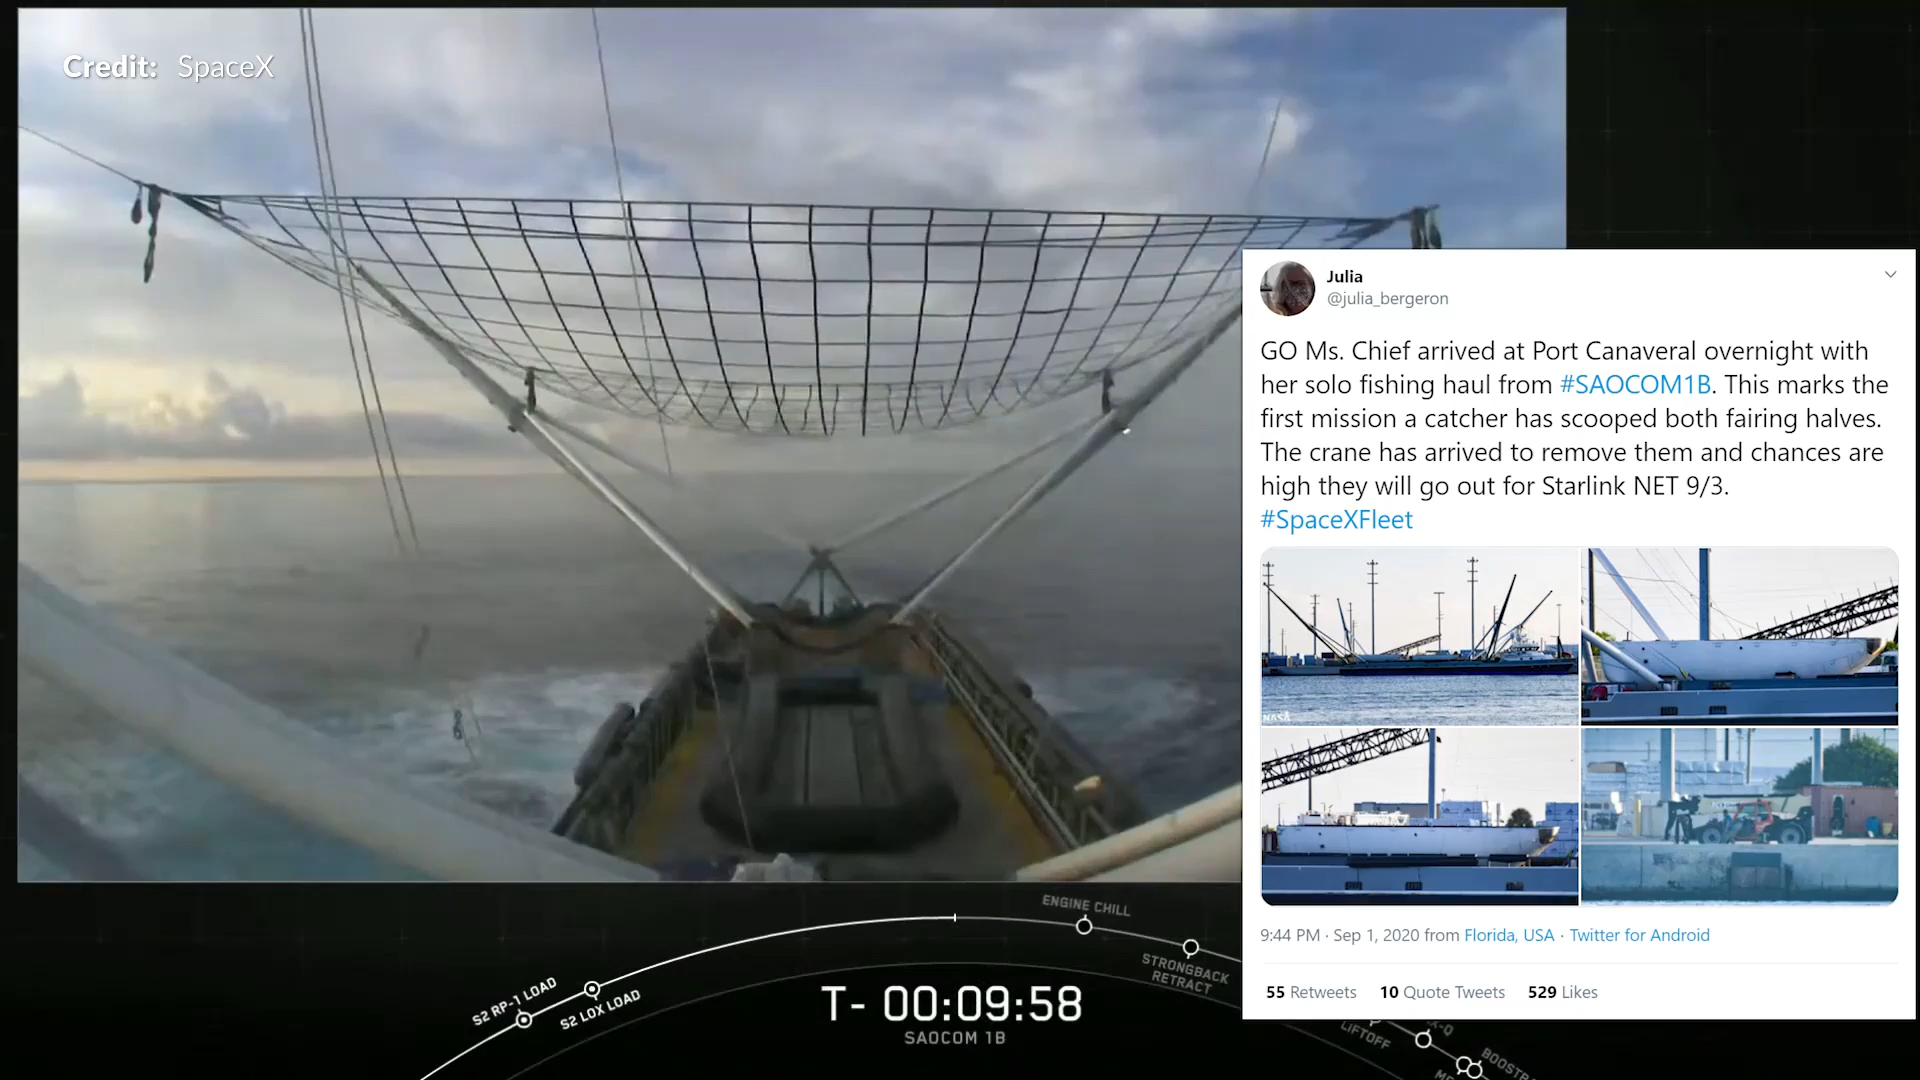 Credit: SpaceX
Julia
@julia_bergeron
GO Ms. Chief arrived at Port Canaveral overnight with
her solo fishing haul from #SAOCOM1B. This marks the
first mission a catcher has scooped both fairing halves.
The crane has arrived to remove them and chances are
high they will go out for Starlink NET 9/3.
#SpaceXFleet
NASA
9:44 PM · Sep 1, 2020 from Florida, USA · Twitter for Android
55 Retweets 10 Quote Tweets 529 Likes
ENGINE CHILL
STRONGBACK
RETRACT
S2 RP-1 LOAD
S2 LOX LOAD
T- 00:09:58
SAOCOM 1B
LIFTOFF